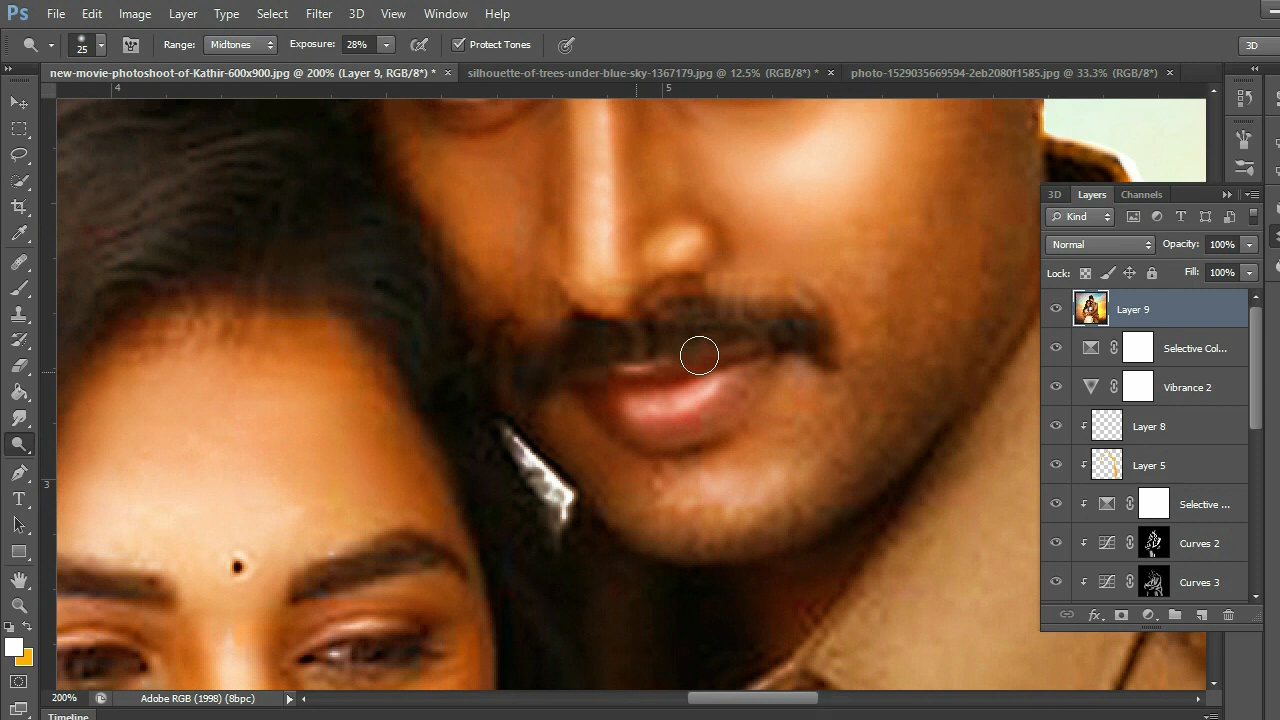 Ps File Edit Image Layer Type Select Filter 3D View Window Help
25 Range: Midtones Exposure: 28% Protect Tones 3D
new-movie-photoshoot-of-Kathir-600x900.jpg @ 200% (Layer 9, RGB/8*) * × silhouette-of-trees-under-blue-sky-1367179.jpg @ 12.5% (RGB/8*) * × photo-1529035669594-2eb2080f1585.jpg @ 33.3% (RGB/8*) ×
4 5
3D Layers Channels
Kind
Normal Opacity: 100%
Lock: Fill: 100%
Layer 9
Selective Col...
Vibrance 2
Layer 8
Layer 5
3
Selective ...
Curves 2
Curves 3
fx
200% Adobe RGB (1998) (8bpc)
Timeline